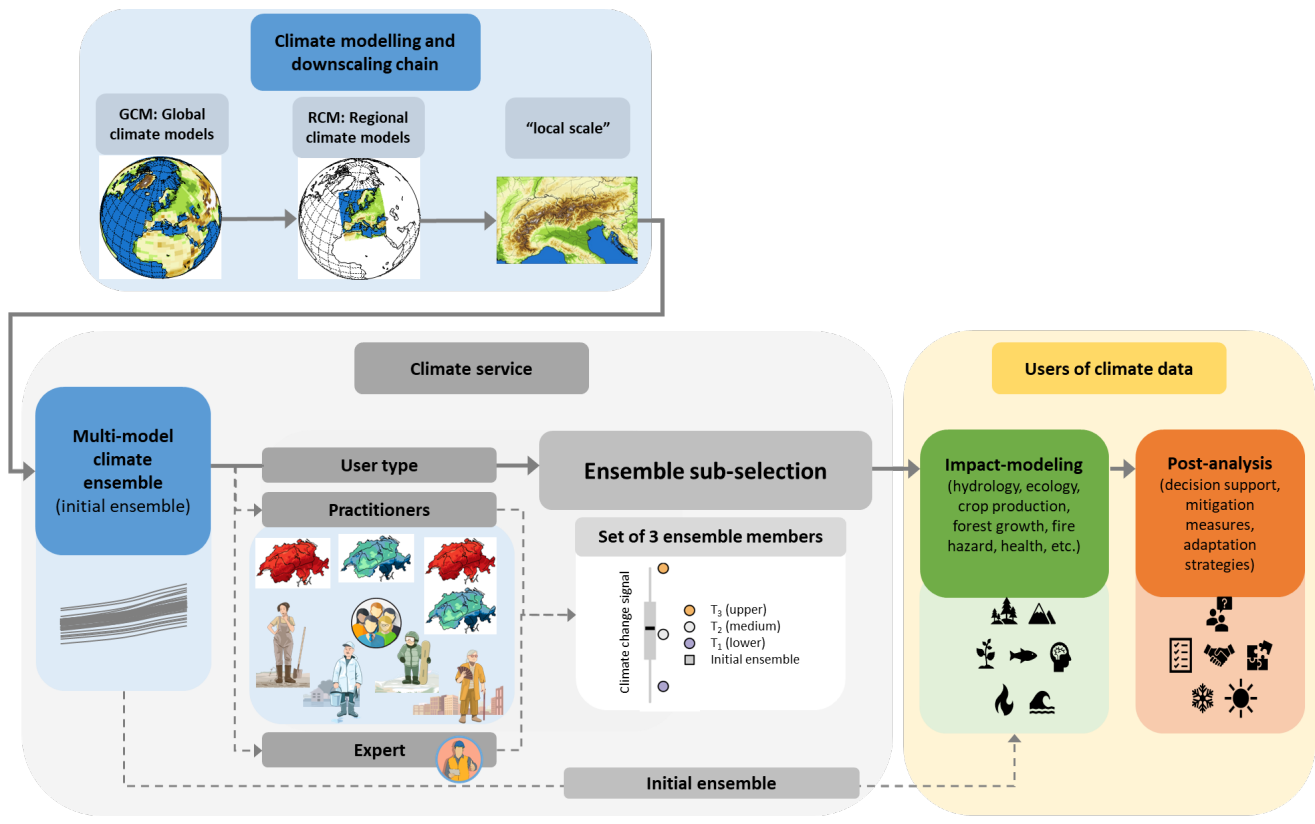 Climate modelling and
downscaling chain
GCM: Global
climate models
RCM: Regional
climate models
“local scale”
Climate service
Users of climate data
Multi-model
climate
ensemble
(initial ensemble)
User type
Practitioners
Expert
Ensemble sub-selection
Set of 3 ensemble members
Climate change signal
T₃ (upper)
T₂ (medium)
T₁ (lower)
Initial ensemble
Initial ensemble
Impact-modeling
(hydrology, ecology,
crop production,
forest growth, fire
hazard, health, etc.)
Post-analysis
(decision support,
mitigation
measures,
adaptation
strategies)
?